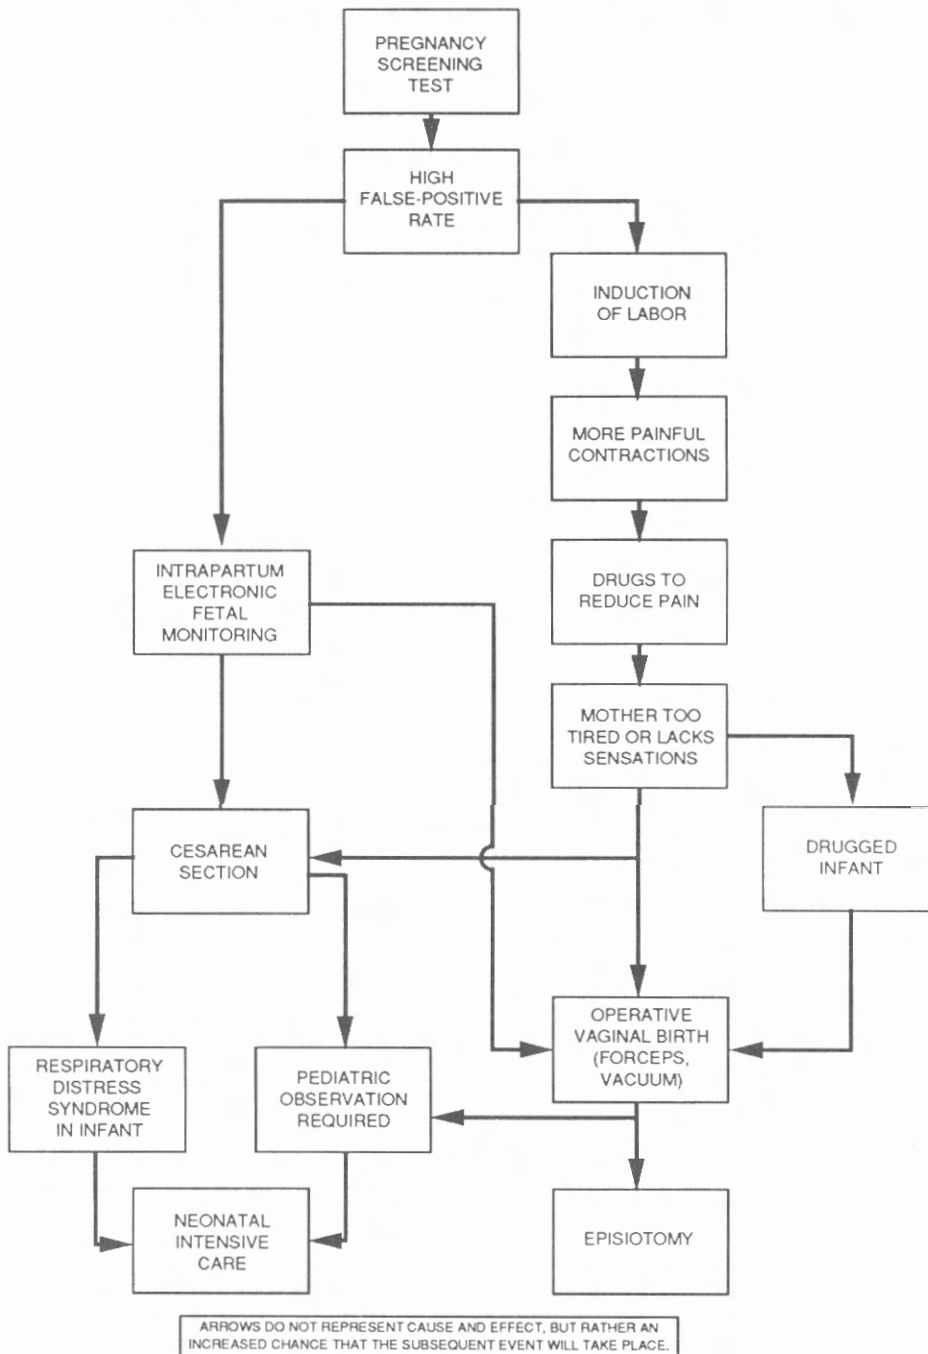 PREGNANCY
SCREENING
TEST
HIGH
FALSE-POSITIVE
RATE
INDUCTION
OF LABOR
MORE PAINFUL
CONTRACTIONS
INTRAPARTUM
ELECTRONIC
FETAL
MONITORING
DRUGS TO
REDUCE PAIN
MOTHER TOO
TIRED OR LACKS
SENSATIONS
CESAREAN
SECTION
DRUGGED
INFANT
OPERATIVE
VAGINAL BIRTH
(FORCEPS,
VACUUM)
RESPIRATORY
DISTRESS
SYNDROME
IN INFANT
PEDIATRIC
OBSERVATION
REQUIRED
NEONATAL
INTENSIVE
CARE
EPISIOTOMY
ARROWS DO NOT REPRESENT CAUSE AND EFFECT, BUT RATHER AN
INCREASED CHANCE THAT THE SUBSEQUENT EVENT WILL TAKE PLACE.